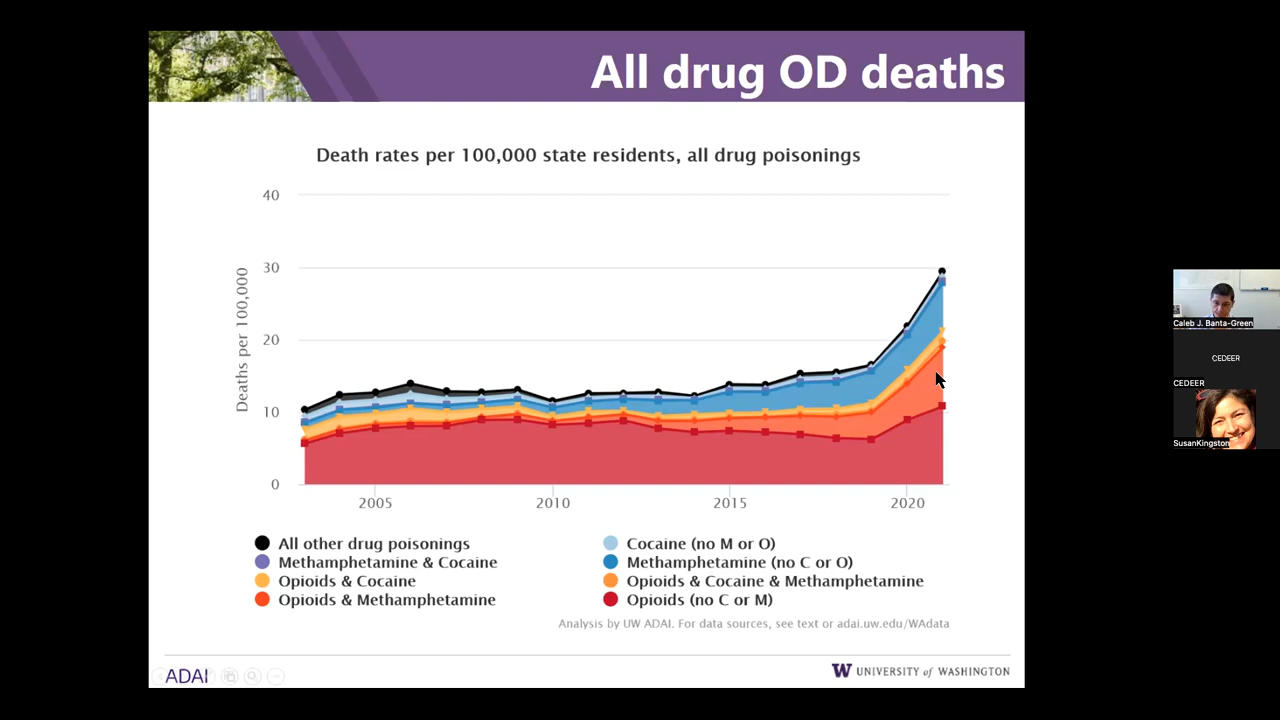 All drug OD deaths
Death rates per 100,000 state residents, all drug poisonings
Deaths per 100,000
40
30
20
10
0
2005
2010
2015
2020
All other drug poisonings
Methamphetamine & Cocaine
Opioids & Cocaine
Opioids & Methamphetamine
Cocaine (no M or O)
Methamphetamine (no C or O)
Opioids & Cocaine & Methamphetamine
Opioids (no C or M)
Analysis by UW ADAI. For data sources, see text or adai.uw.edu/WAdata
ADAI
W UNIVERSITY of WASHINGTON
Caleb J. Banta-Green
CEDEER
CEDEER
SusanKingston